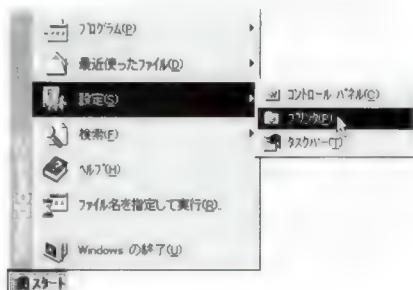 ﾌﾟﾛｸﾞﾗﾑ(P)
最近使ったﾌｧｲﾙ(D)
設定(S)
検索(F)
ﾍﾙﾌﾟ(H)
ﾌｧｲﾙ名を指定して実行(R)...
Windows の終了(U)
ｽﾀｰﾄ
ｺﾝﾄﾛｰﾙ ﾊﾟﾈﾙ(C)
ﾌﾟﾘﾝﾀ(P)
ﾀｽｸﾊﾞｰ(T)